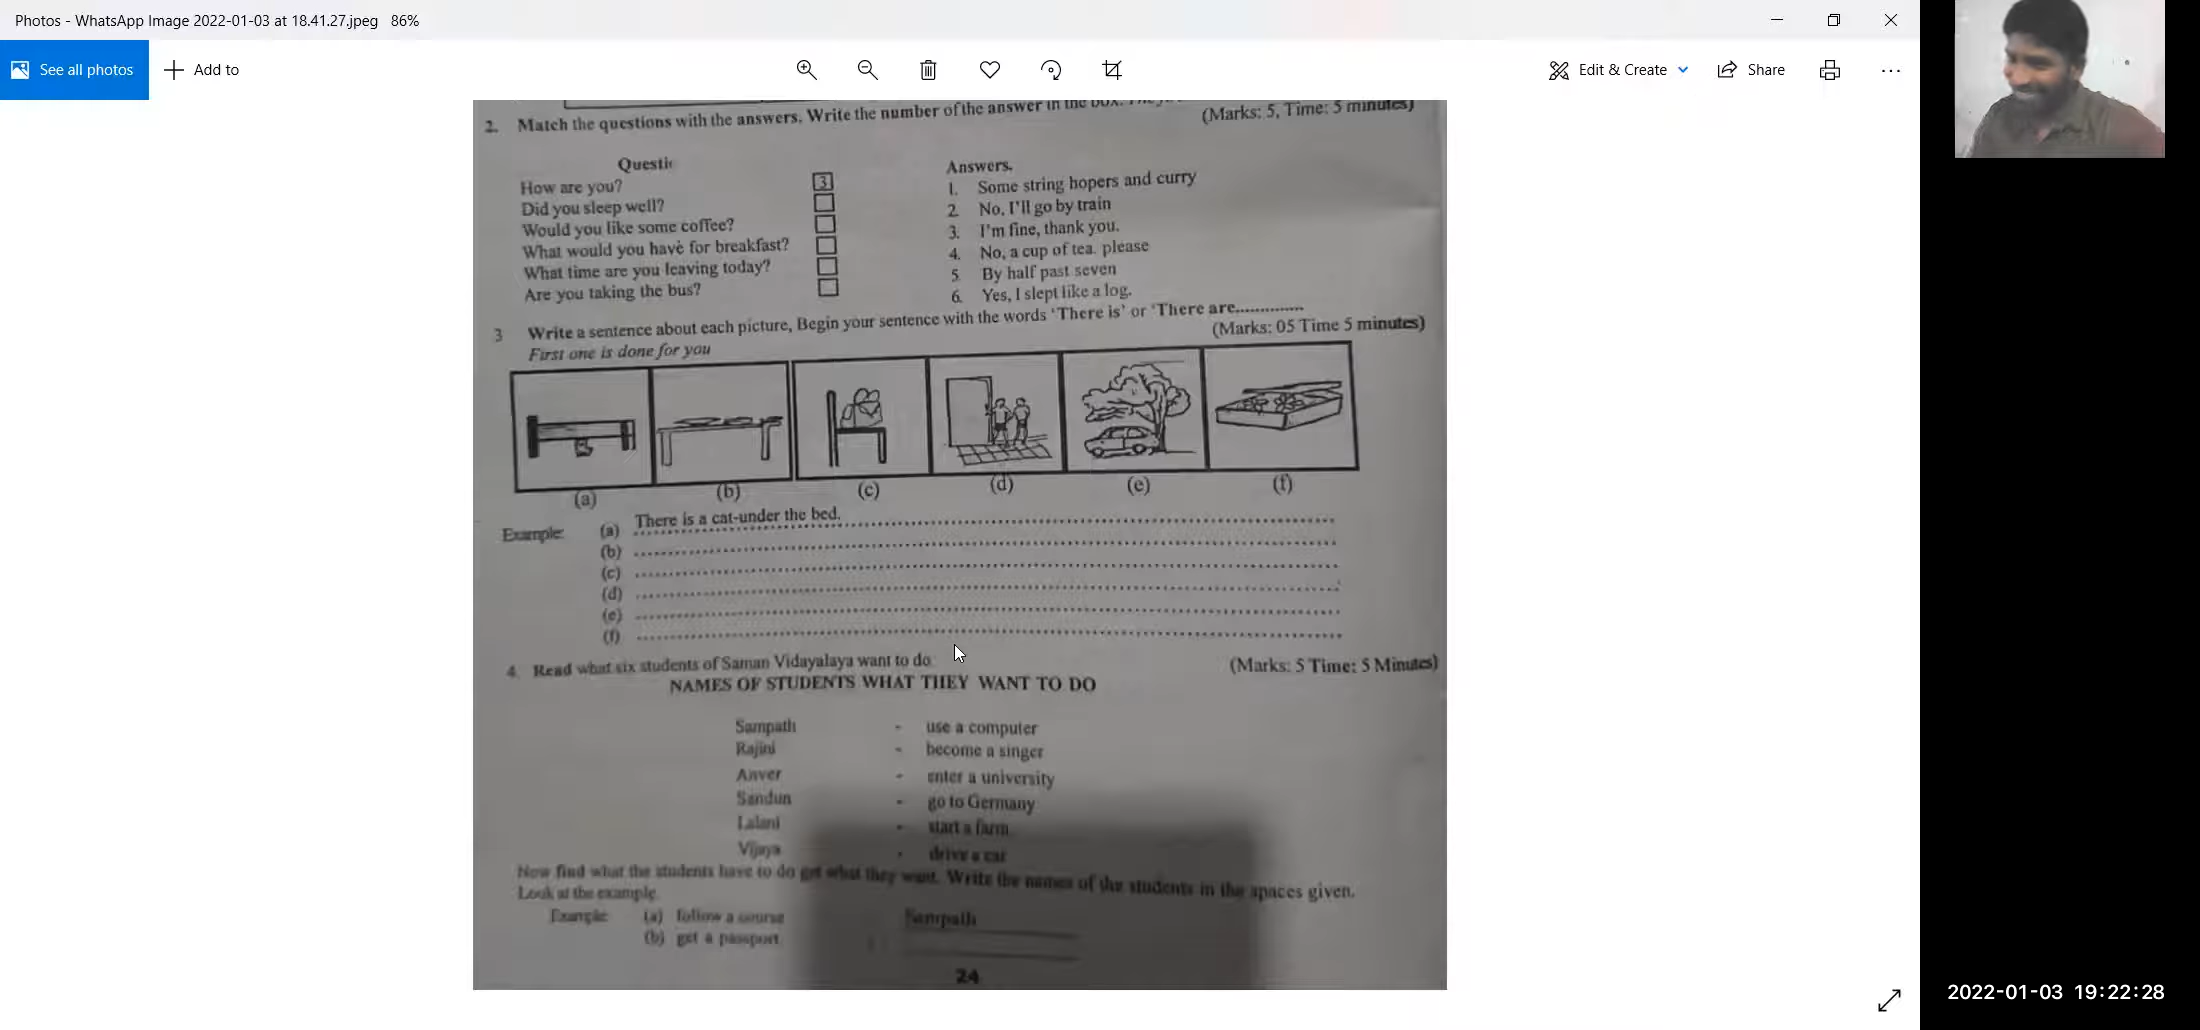 Photos - WhatsApp Image 2022-01-03 at 18.41.27.jpeg 86%
See all photos
Add to
Edit & Create
Share
2. Match the questions with the answers. Write the number of the answer in the box.
(Marks: 5, Time: 5 minutes)
Questi
Answers.
How are you? 3
1. Some string hopers and curry
Did you sleep well?
2 No, I'll go by train
Would you like some coffee?
3. I'm fine, thank you.
What would you have for breakfast?
4. No, a cup of tea. please
What time are you leaving today?
5 By half past seven
Are you taking the bus?
6. Yes, I slept like a log.
3 Write a sentence about each picture, Begin your sentence with the words 'There is' or 'There are..............
(Marks: 05 Time 5 minutes)
First one is done for you
(a) (b) (c) (d) (e) (f)
Example: (a) There is a cat-under the bed.
(b)
(c)
(d)
(e)
(f)
4. Read what six students of Saman Vidayalaya want to do
(Marks: 5 Time: 5 Minutes)
NAMES OF STUDENTS WHAT THEY WANT TO DO
Sampath - use a computer
Rajini - become a singer
Anver - enter a university
Sandun - go to Germany
Lalani - start a farm
Vijaya - drive a car
Now find what the students have to do get what they want. Write the names of the students in the spaces given.
Look at the example.
Example: (a) follow a course Sampath
(b) get a passport
24
2022-01-03 19:22:28